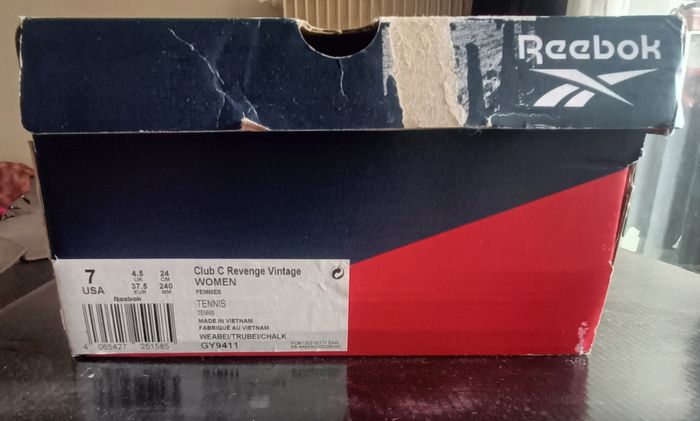 Reebok
7
USA
4.5
UK
24
CM
37.5
EUR
240
MM
Reebok
4 065427 251585
Club C Revenge Vintage
WOMEN
FEMMES
TENNIS
TENNIS
MADE IN VIETNAM
FABRIQUÉ AU VIETNAM
WEABEI/TRUBEI/CHALK
GY9411